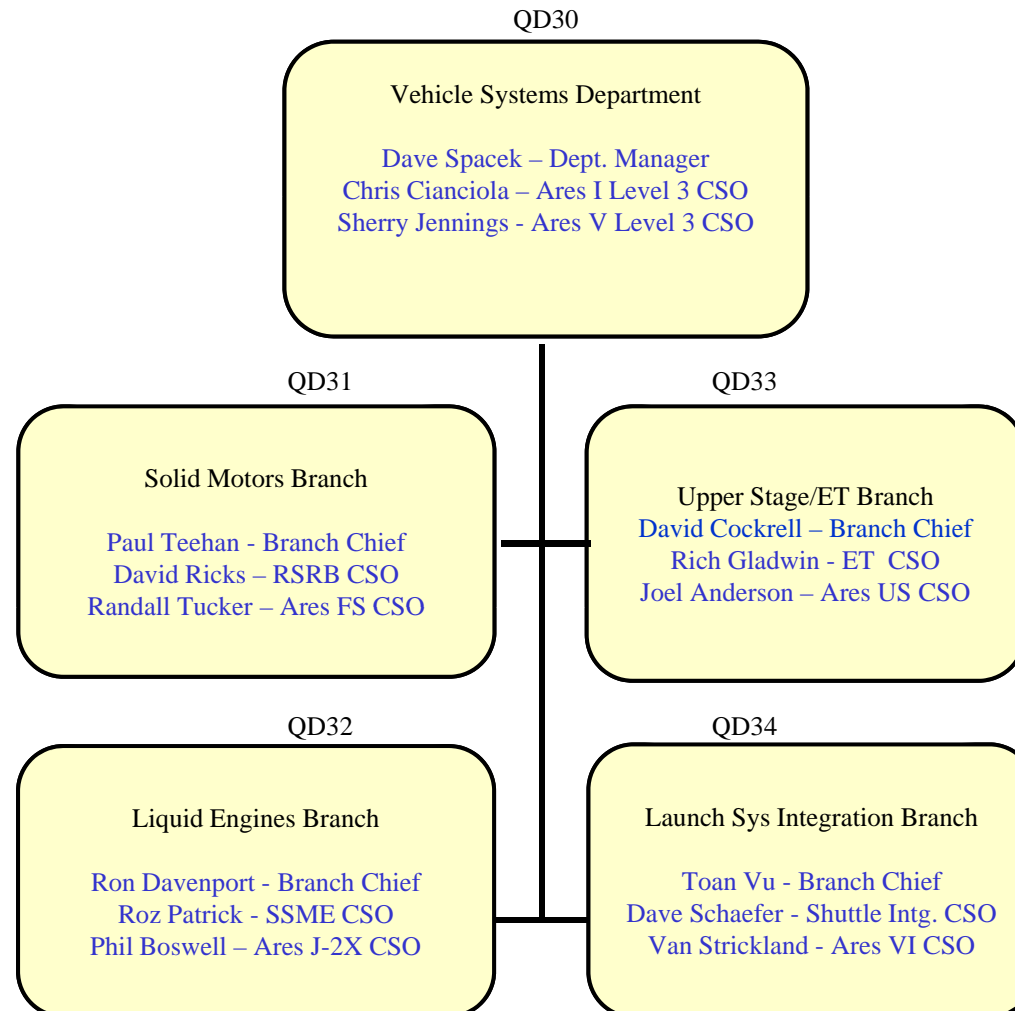 QD30
Vehicle Systems Department
Dave Spacek – Dept. Manager
Chris Cianciola – Ares I Level 3 CSO
Sherry Jennings - Ares V Level 3 CSO
QD31
Solid Motors Branch
Paul Teehan - Branch Chief
David Ricks – RSRB CSO
Randall Tucker – Ares FS CSO
QD33
Upper Stage/ET Branch
David Cockrell – Branch Chief
Rich Gladwin - ET CSO
Joel Anderson – Ares US CSO
QD32
Liquid Engines Branch
Ron Davenport - Branch Chief
Roz Patrick - SSME CSO
Phil Boswell – Ares J-2X CSO
QD34
Launch Sys Integration Branch
Toan Vu - Branch Chief
Dave Schaefer - Shuttle Intg. CSO
Van Strickland - Ares VI CSO